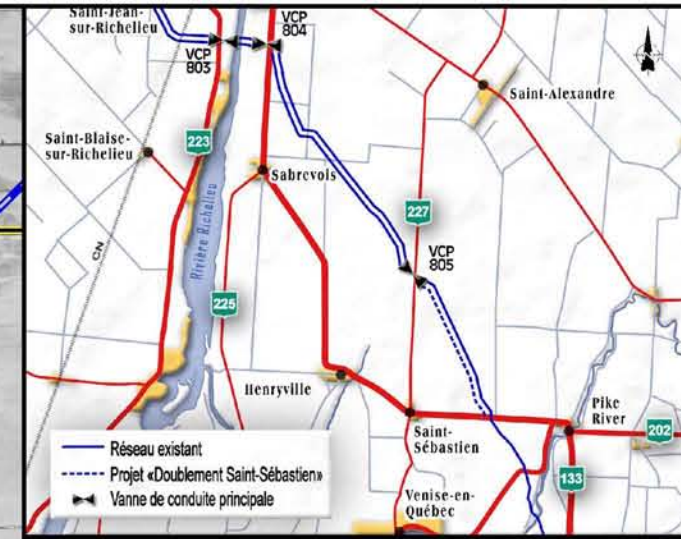 Saint-Jean-
sur-Richelieu
VCP
803
VCP
804
Saint-Alexandre
Saint-Blaise-
sur-Richelieu
223
Sabrevois
Rivière Richelieu
CN
227
VCP
805
225
Henryville
Saint-
Sébastien
Pike
River
202
133
Venise-en-
Québec
Réseau existant
Projet «Doublement Saint-Sébastien»
Vanne de conduite principale